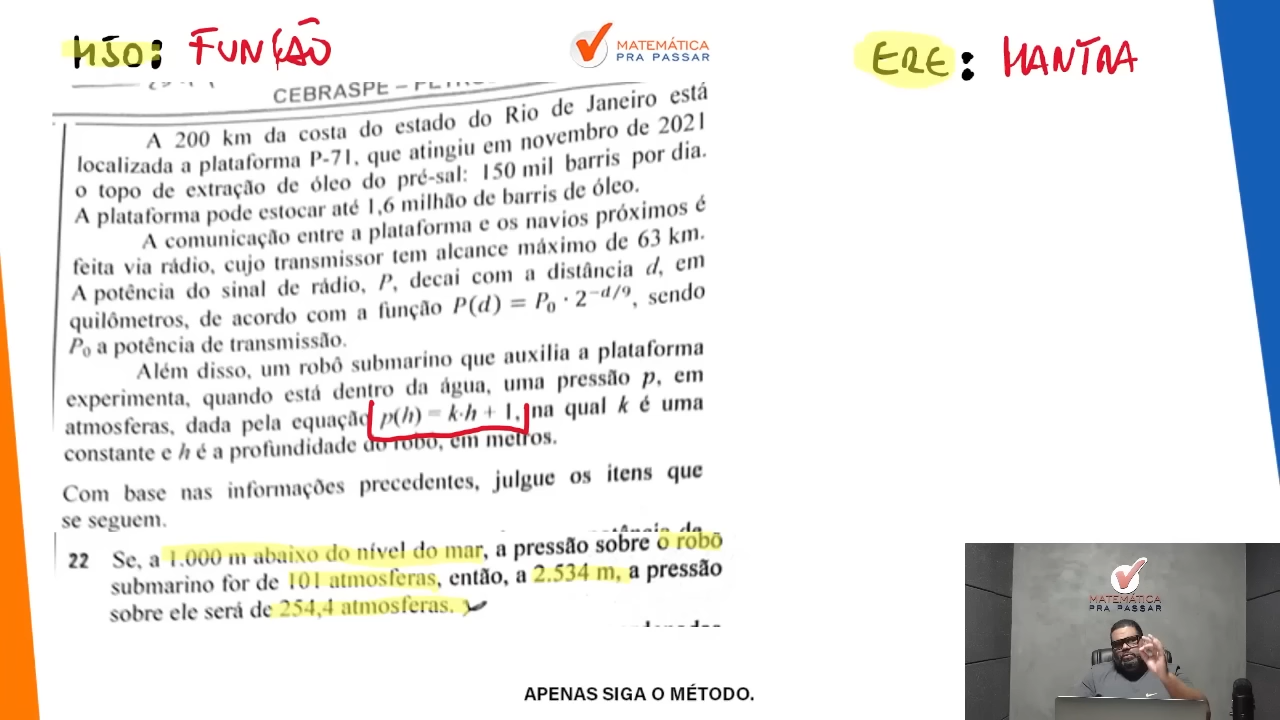 MJO: FUNÇÃO
MATEMÁTICA
PRA PASSAR
ERE: MANTRA
A 200 km da costa do estado do Rio de Janeiro está
localizada a plataforma P-71, que atingiu em novembro de 2021
o topo de extração de óleo do pré-sal: 150 mil barris por dia.
A plataforma pode estocar até 1,6 milhão de barris de óleo.
A comunicação entre a plataforma e os navios próximos é
feita via rádio, cujo transmissor tem alcance máximo de 63 km.
A potência do sinal de rádio, P, decai com a distância d, em
quilômetros, de acordo com a função P(d) = P₀ · 2^(-d/9), sendo
P₀ a potência de transmissão.
Além disso, um robô submarino que auxilia a plataforma
experimenta, quando está dentro da água, uma pressão p, em
atmosferas, dada pela equação p(h) = k·h + 1, na qual k é uma
constante e h é a profundidade do robô, em metros.
Com base nas informações precedentes, julgue os itens que
se seguem.
22 Se, a 1.000 m abaixo do nível do mar, a pressão sobre o robô
submarino for de 101 atmosferas, então, a 2.534 m, a pressão
sobre ele será de 254,4 atmosferas.
MATEMÁTICA
PRA PASSAR
APENAS SIGA O MÉTODO.